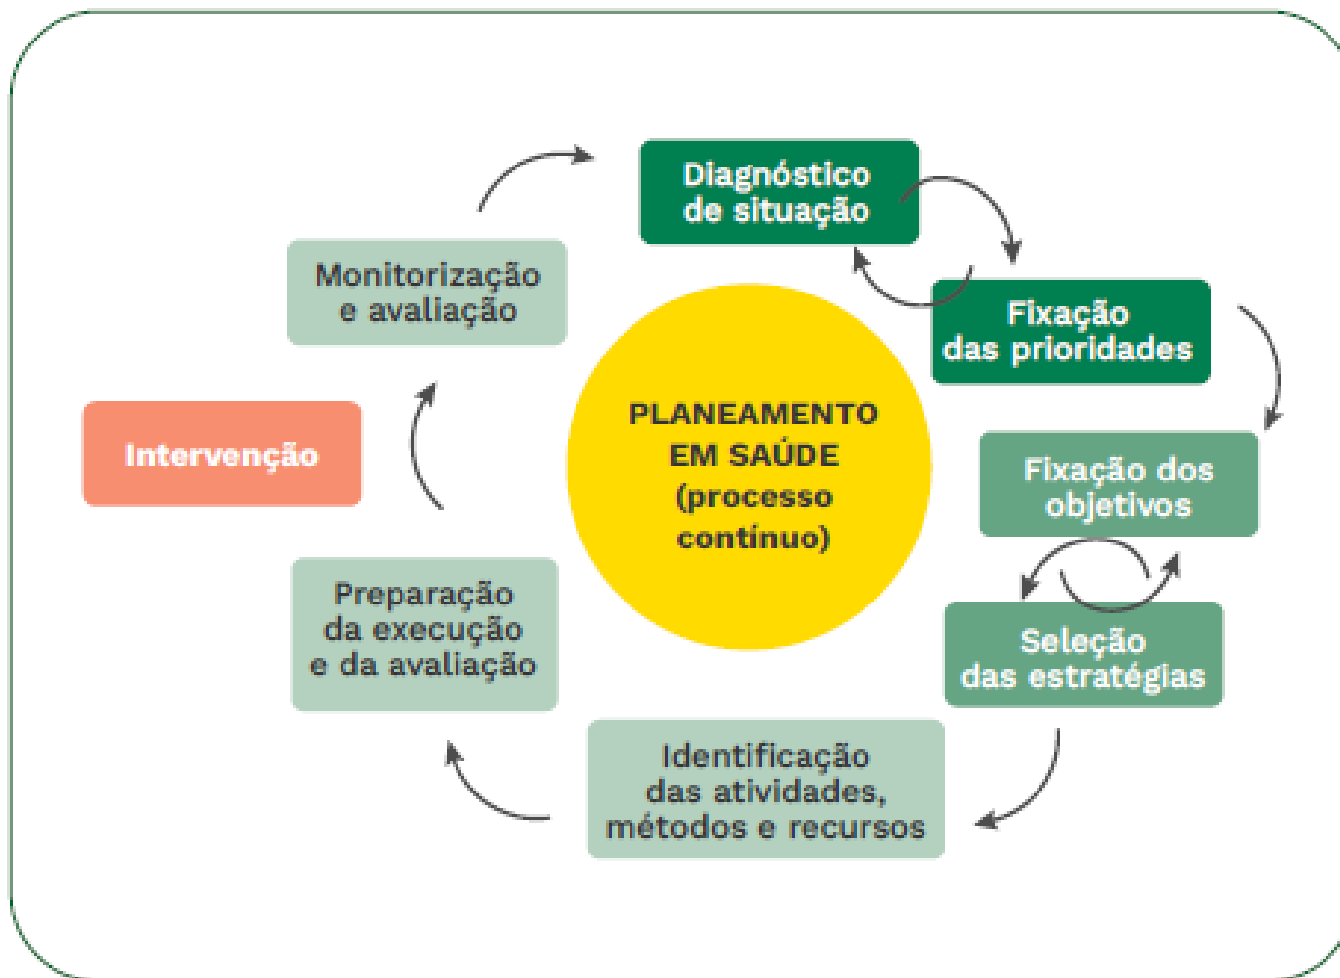 Diagnóstico
de situação
Fixação
das prioridades
Fixação dos
objetivos
Seleção
das estratégias
Identificação
das atividades,
métodos e recursos
Preparação
da execução
e da avaliação
Intervenção
Monitorização
e avaliação
PLANEAMENTO
EM SAÚDE
(processo
contínuo)